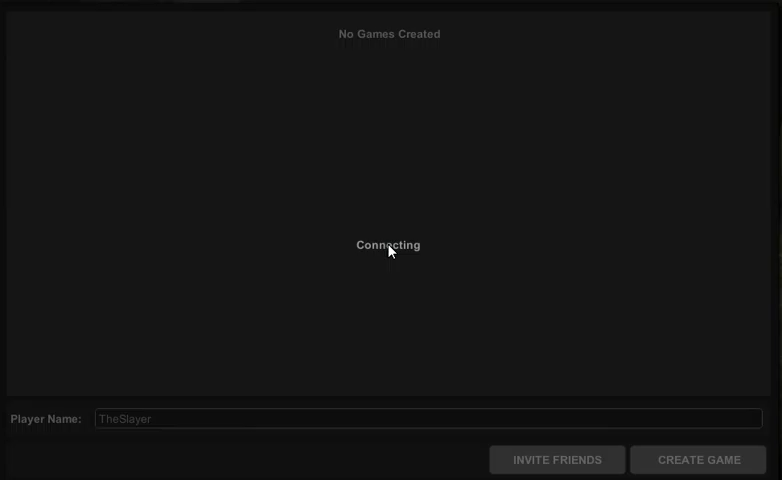 No Games Created
Connecting
Player Name: TheSlayer
INVITE FRIENDS CREATE GAME